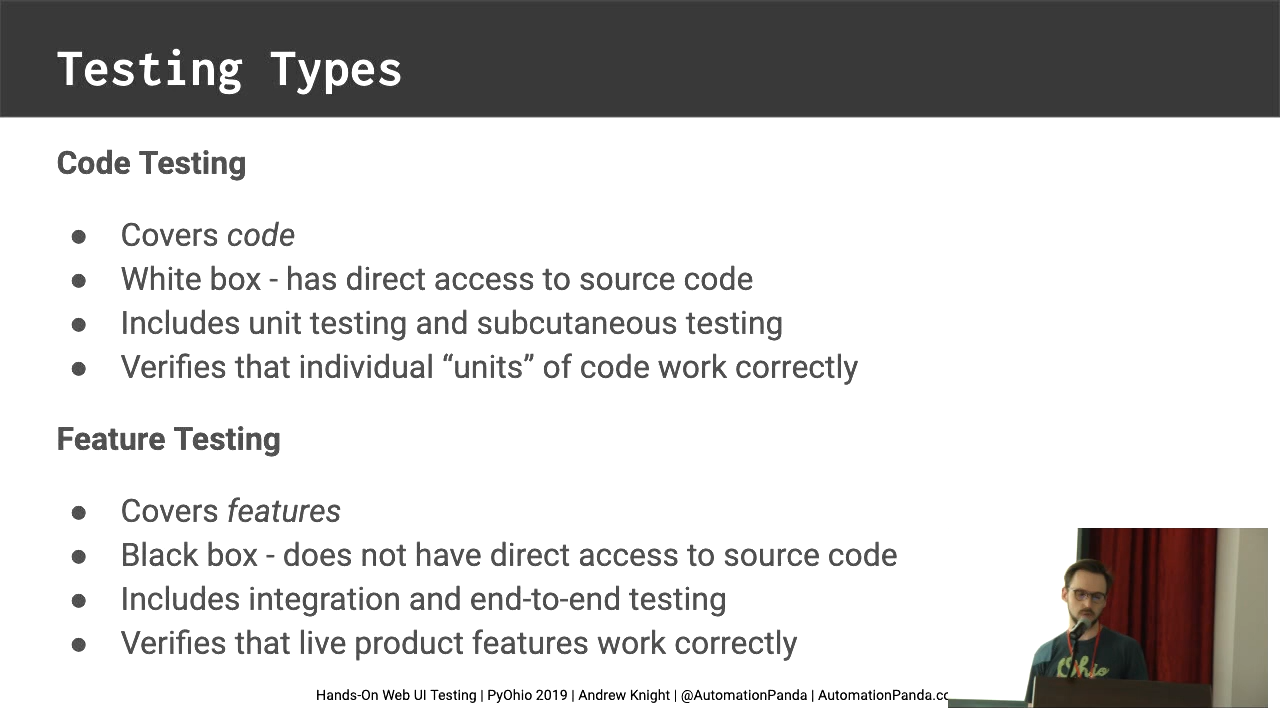 Testing Types
Code Testing
● Covers code
● White box - has direct access to source code
● Includes unit testing and subcutaneous testing
● Verifies that individual “units” of code work correctly
Feature Testing
● Covers features
● Black box - does not have direct access to source code
● Includes integration and end-to-end testing
● Verifies that live product features work correctly
Hands-On Web UI Testing | PyOhio 2019 | Andrew Knight | @AutomationPanda | AutomationPanda.cc
Ohio